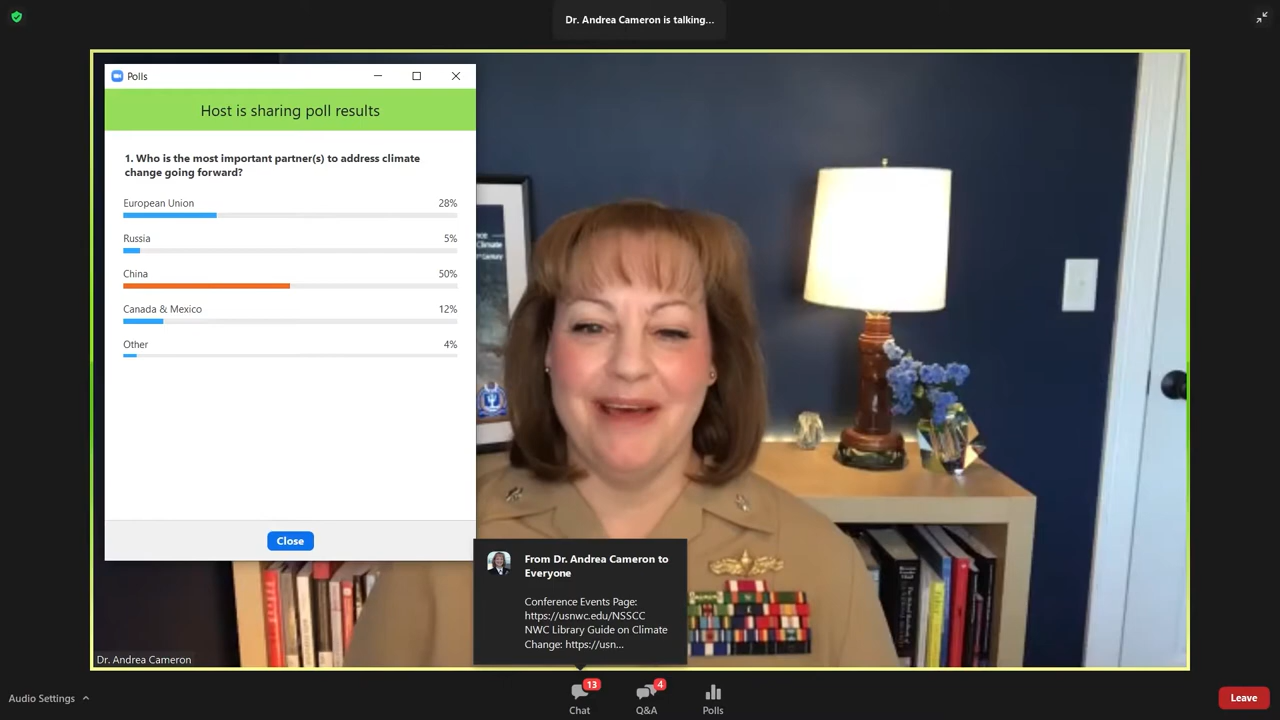 Dr. Andrea Cameron is talking...
Polls
Host is sharing poll results
1. Who is the most important partner(s) to address climate
change going forward?
European Union 28%
Russia 5%
China 50%
Canada & Mexico 12%
Other 4%
Close
nce
Climate
From Dr. Andrea Cameron to
Everyone
Conference Events Page:
https://usnwc.edu/NSSCC
NWC Library Guide on Climate
Change: https://usn...
Dr. Andrea Cameron
Audio Settings
13
Chat
4
Q&A
Polls
Leave